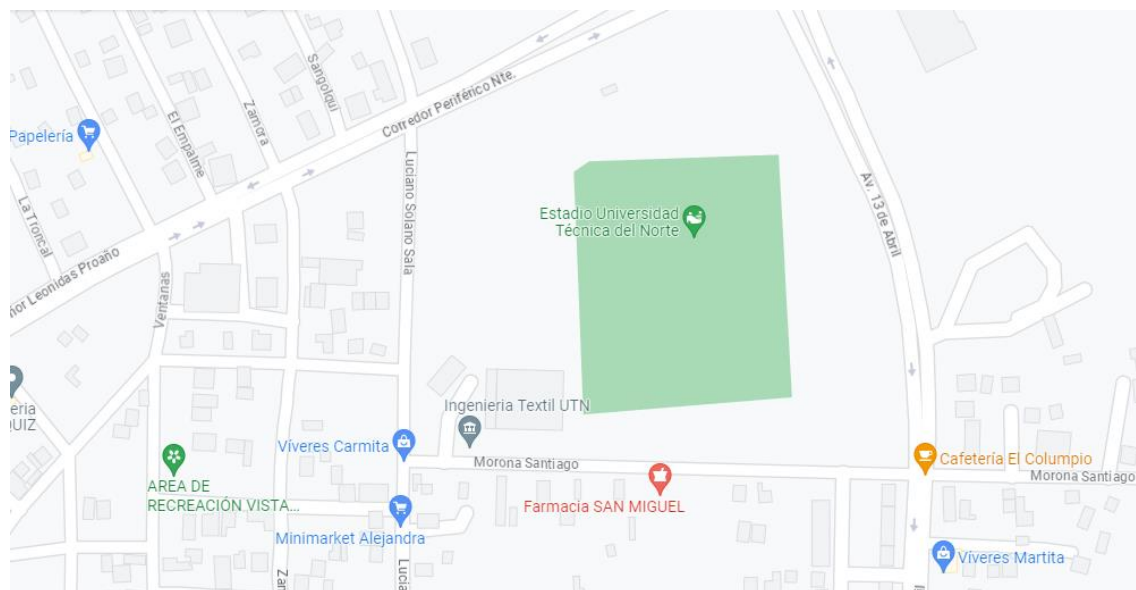 Corredor Periférico Nte.
Sangolquí
Zamora
El Empalme
Papelería
La Troncal
Luciano Solano Sala
Av. 13 de Abril
Estadio Universidad
Técnica del Norte
Leonidas Proaño
Ventanas
Ingenieria Textil UTN
Víveres Carmita
Morona Santiago
Cafetería El Columpio
Morona Santiago
AREA DE
RECREACIÓN VISTA...
Farmacia SAN MIGUEL
Minimarket Alejandra
Víveres Martita